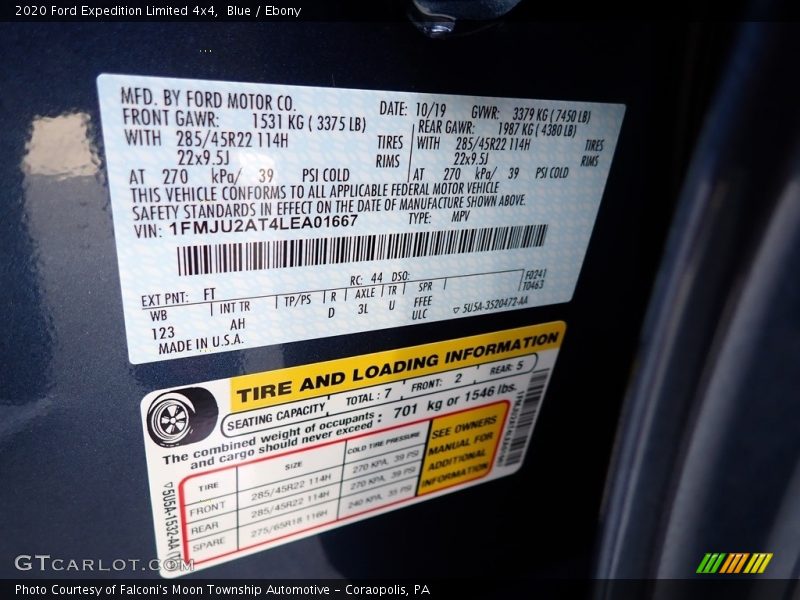 2020 Ford Expedition Limited 4x4,  Blue / Ebony
MFD. BY FORD MOTOR CO.
DATE: 10/19 GVWR: 3379 KG ( 7450 LB)
FRONT GAWR: 1531 KG ( 3375 LB) REAR GAWR: 1987 KG ( 4380 LB)
WITH 285/45R22 114H TIRES WITH 285/45R22 114H TIRES
22x9.5J RIMS 22x9.5J RIMS
AT 270 kPa/ 39 PSI COLD AT 270 kPa/ 39 PSI COLD
THIS VEHICLE CONFORMS TO ALL APPLICABLE FEDERAL MOTOR VEHICLE
SAFETY STANDARDS IN EFFECT ON THE DATE OF MANUFACTURE SHOWN ABOVE.
VIN: 1FMJU2AT4LEA01667 TYPE: MPV
EXT PNT: FT RC: 44 DSO: F0241
WB INT TR TP/PS R AXLE TR SPR T0463
123 AH D 3L U FFEE
ULC
MADE IN U.S.A. 5U5A-3520472-AA
TIRE AND LOADING INFORMATION
SEATING CAPACITY TOTAL : 7 FRONT: 2 REAR: 5
The combined weight of occupants : 701 kg or 1546 lbs.
and cargo should never exceed
TIRE SIZE COLD TIRE PRESSURE
FRONT 285/45R22 114H 270 KPA, 39 PSI
REAR 285/45R22 114H 270 KPA, 39 PSI
SPARE 275/65R18 116H 240 KPA, 35 PSI
SEE OWNERS
MANUAL FOR
ADDITIONAL
INFORMATION
5U5A-1532-AA
GTCARLOT.COM
Photo Courtesy of Falconi's Moon Township Automotive - Coraopolis, PA